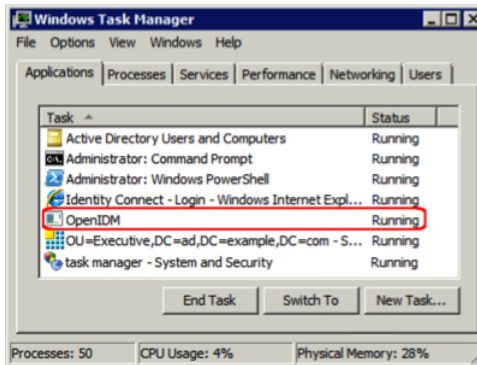 Windows Task Manager
File Options View Windows Help
Applications Processes Services Performance Networking Users
Task Status
Active Directory Users and Computers Running
Administrator: Command Prompt Running
Administrator: Windows PowerShell Running
Identity Connect - Login - Windows Internet Expl... Running
OpenIDM Running
OU=Executive,DC=ad,DC=example,DC=com - S... Running
task manager - System and Security Running
End Task Switch To New Task...
Processes: 50 CPU Usage: 4% Physical Memory: 28%